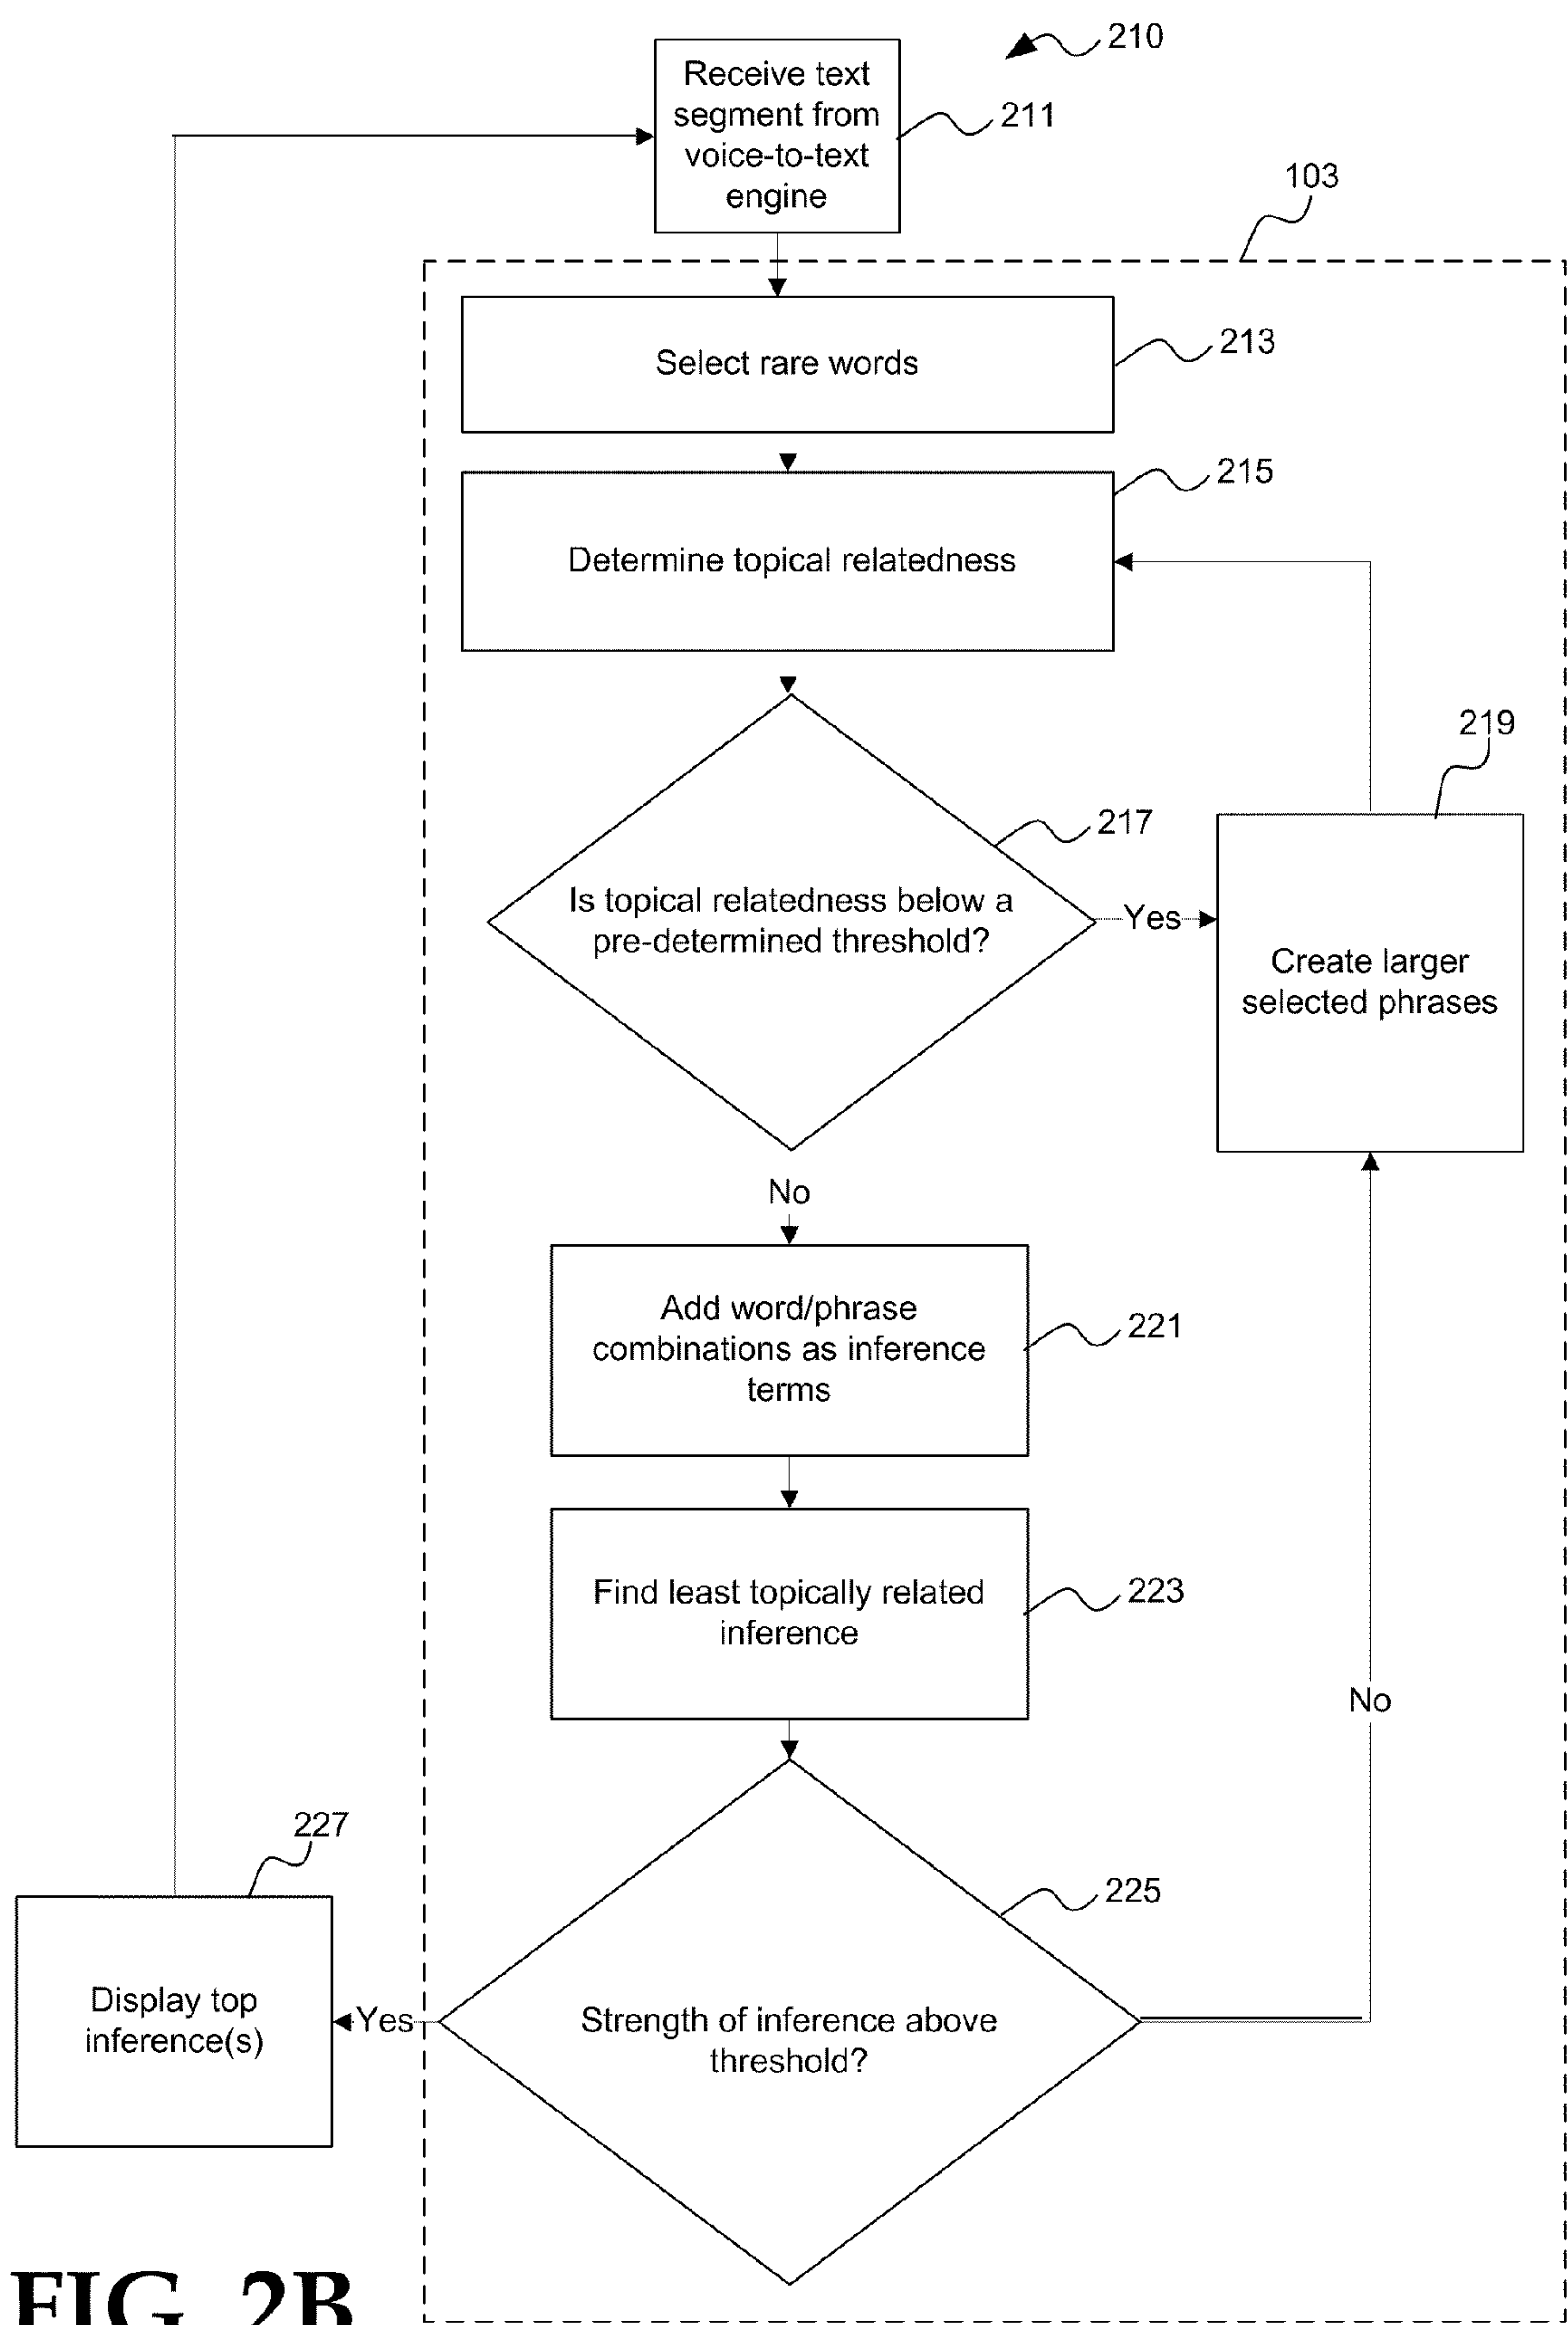 210
Receive text
segment from
voice-to-text
engine
211
103
Select rare words
213
215
Determine topical relatedness
219
217
Is topical relatedness below a
pre-determined threshold?
Yes
Create larger
selected phrases
No
Add word/phrase
combinations as inference
terms
221
Find least topically related
inference
223
No
227
225
Display top
inference(s)
Yes
Strength of inference above
threshold?
FIG. 2B